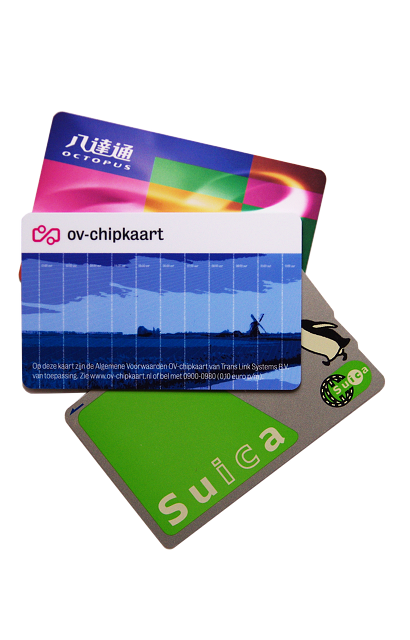 八達通
OCTOPUS
ov-chipkaart
Op deze kaart zijn de Algemene Voorwaarden OV-chipkaart van Trans Link Systems B.V.
van toepassing. Zie www.ov-chipkaart.nl of bel met 0900-0980 (0,10 euro p/m).
Suica
Suica